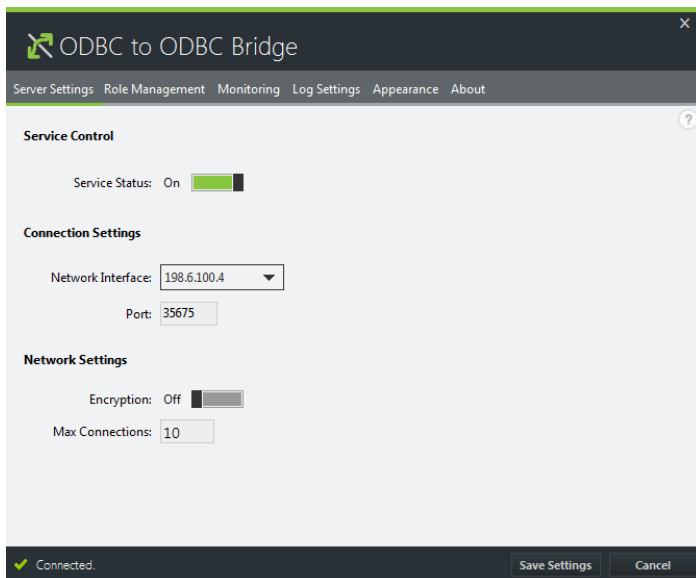 ODBC to ODBC Bridge
Server Settings Role Management Monitoring Log Settings Appearance About
?
Service Control
Service Status: On
Connection Settings
Network Interface: 198.6.100.4
Port: 35675
Network Settings
Encryption: Off
Max Connections: 10
Connected. Save Settings Cancel